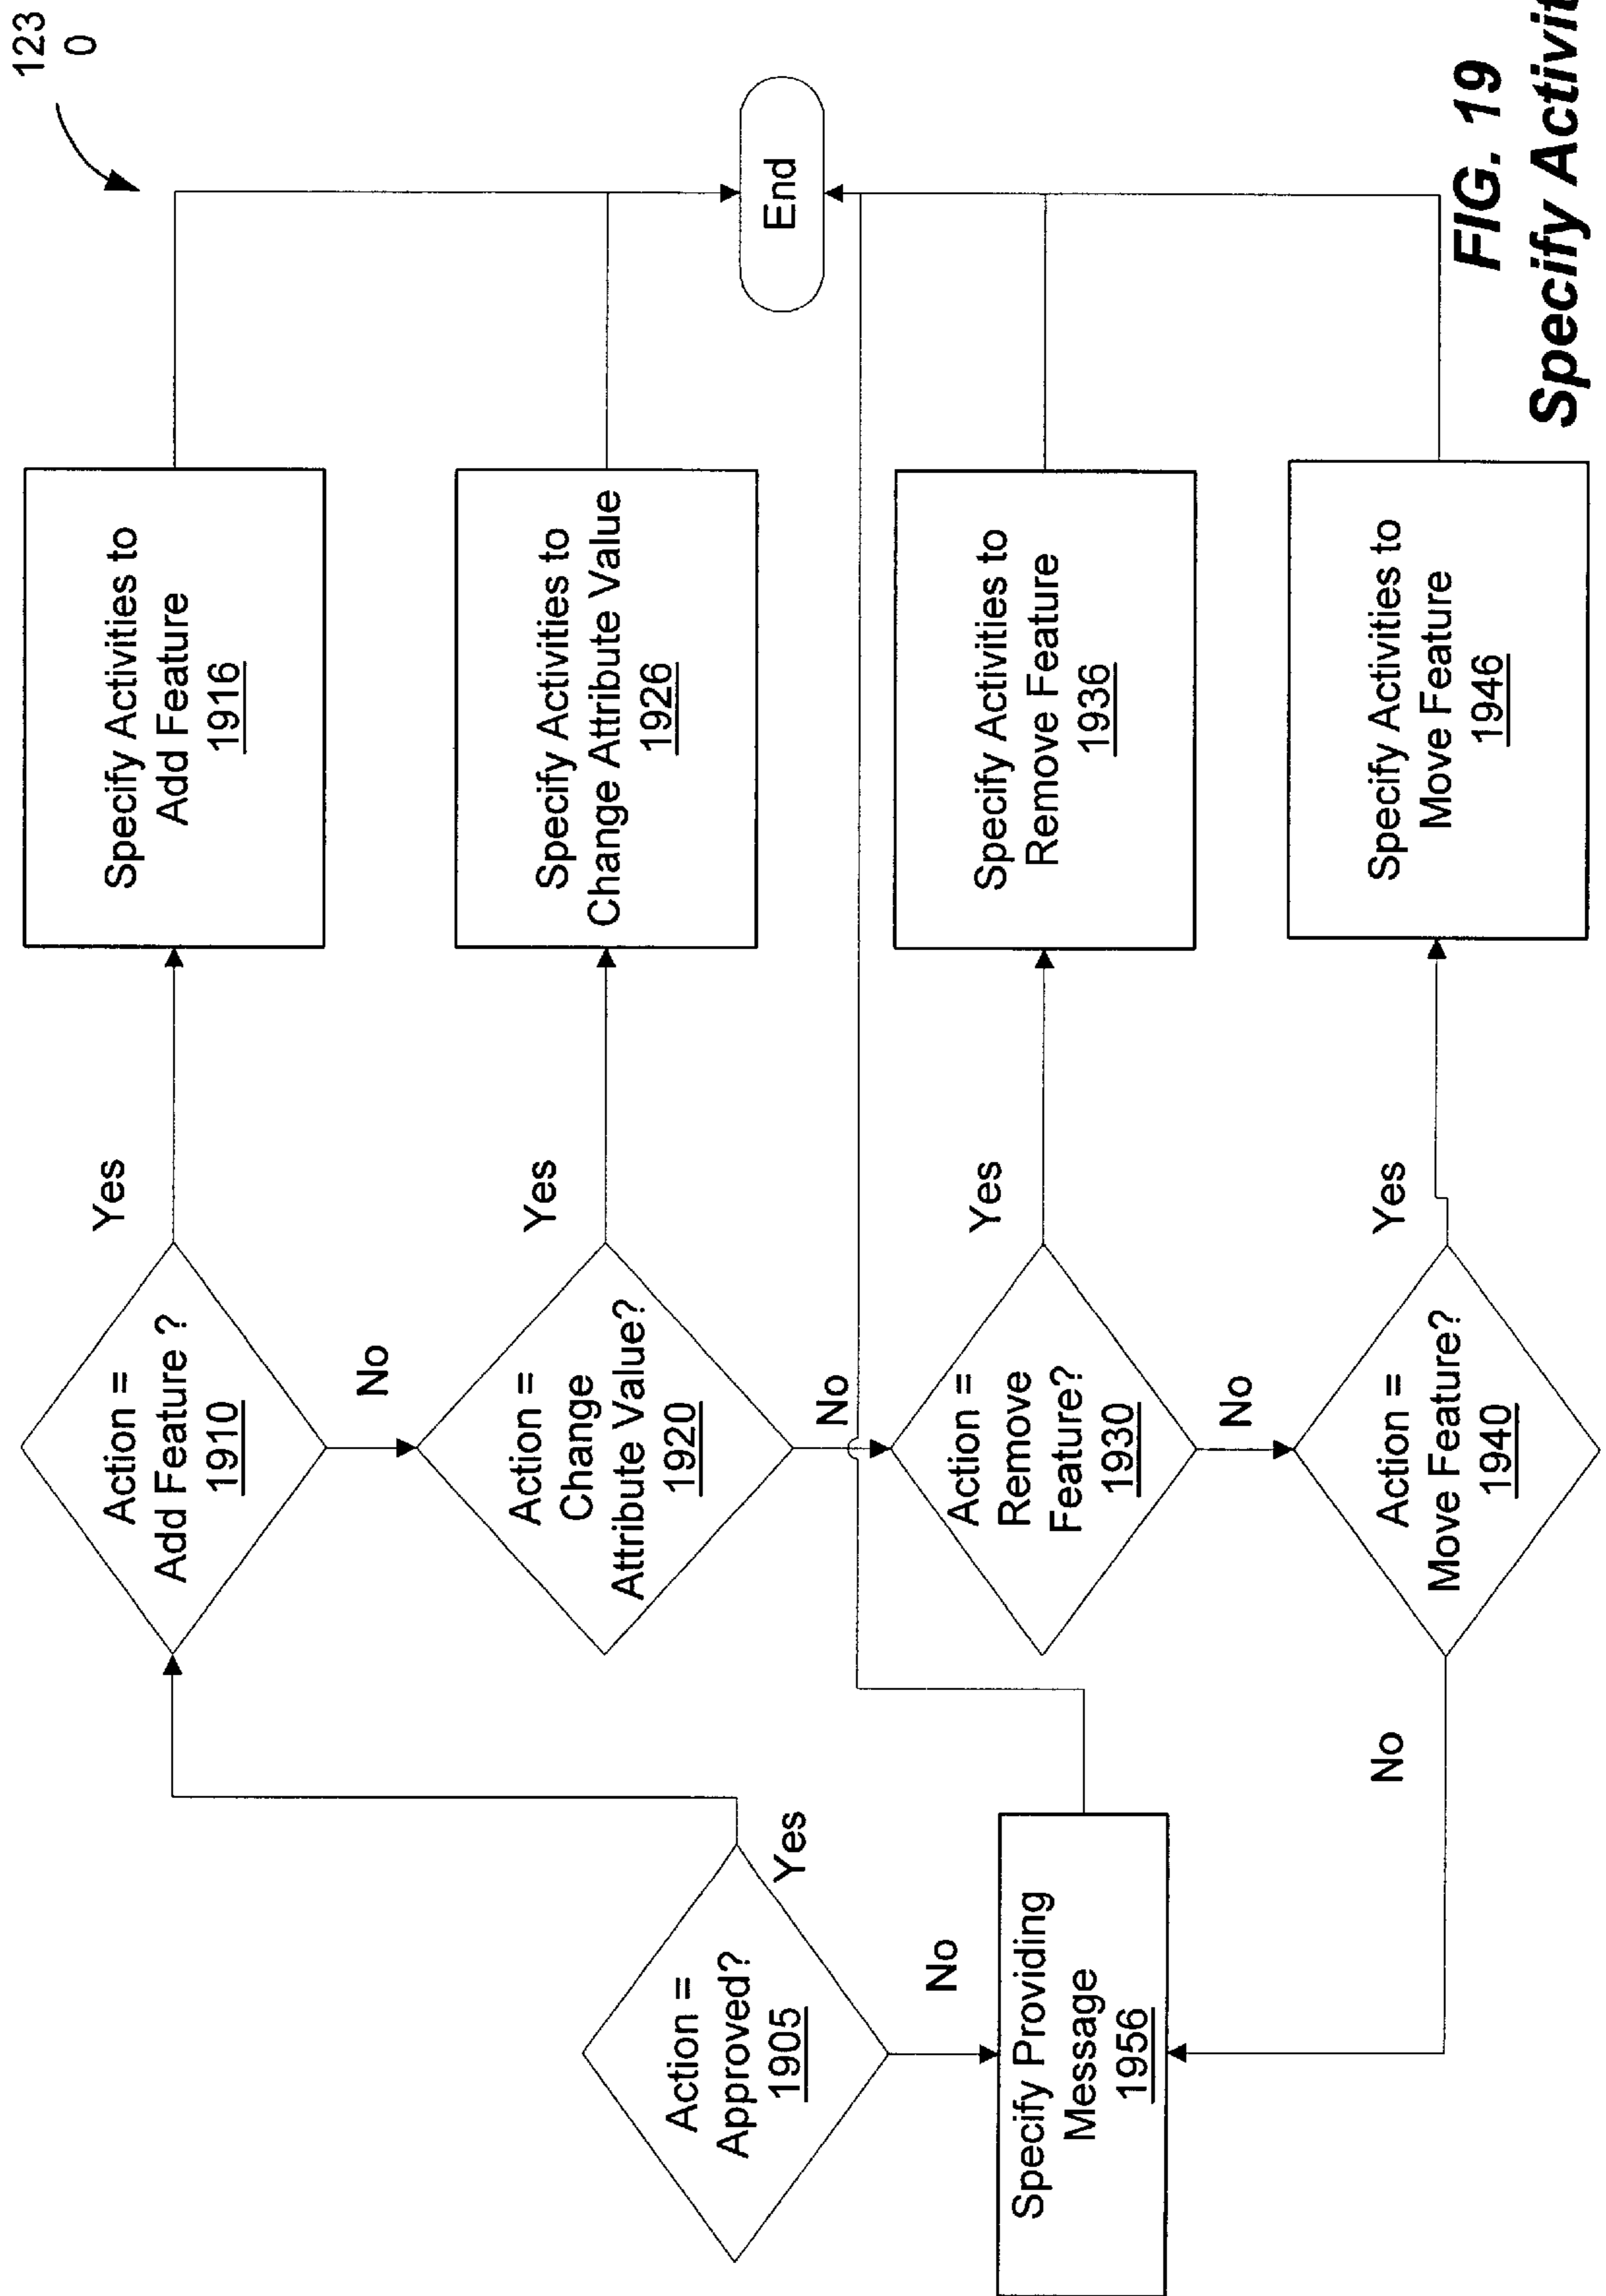 123
0
Action =
Approved?
1905
Yes
No
Specify Providing
Message
1956
Action =
Add Feature ?
1910
Yes
No
Specify Activities to
Add Feature
1916
Action =
Change
Attribute Value?
1920
Yes
No
Specify Activities to
Change Attribute Value
1926
Action =
Remove
Feature?
1930
Yes
No
Specify Activities to
Remove Feature
1936
Action =
Move Feature?
1940
Yes
No
Specify Activities to
Move Feature
1946
End
FIG. 19
Specify Activit